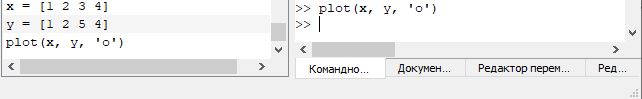 x = [1 2 3 4]
y = [1 2 5 4]
plot(x, y, 'o')
>> plot(x, y, 'o')
>>
Командно...
Докумен...
Редактор перем...
Ред...